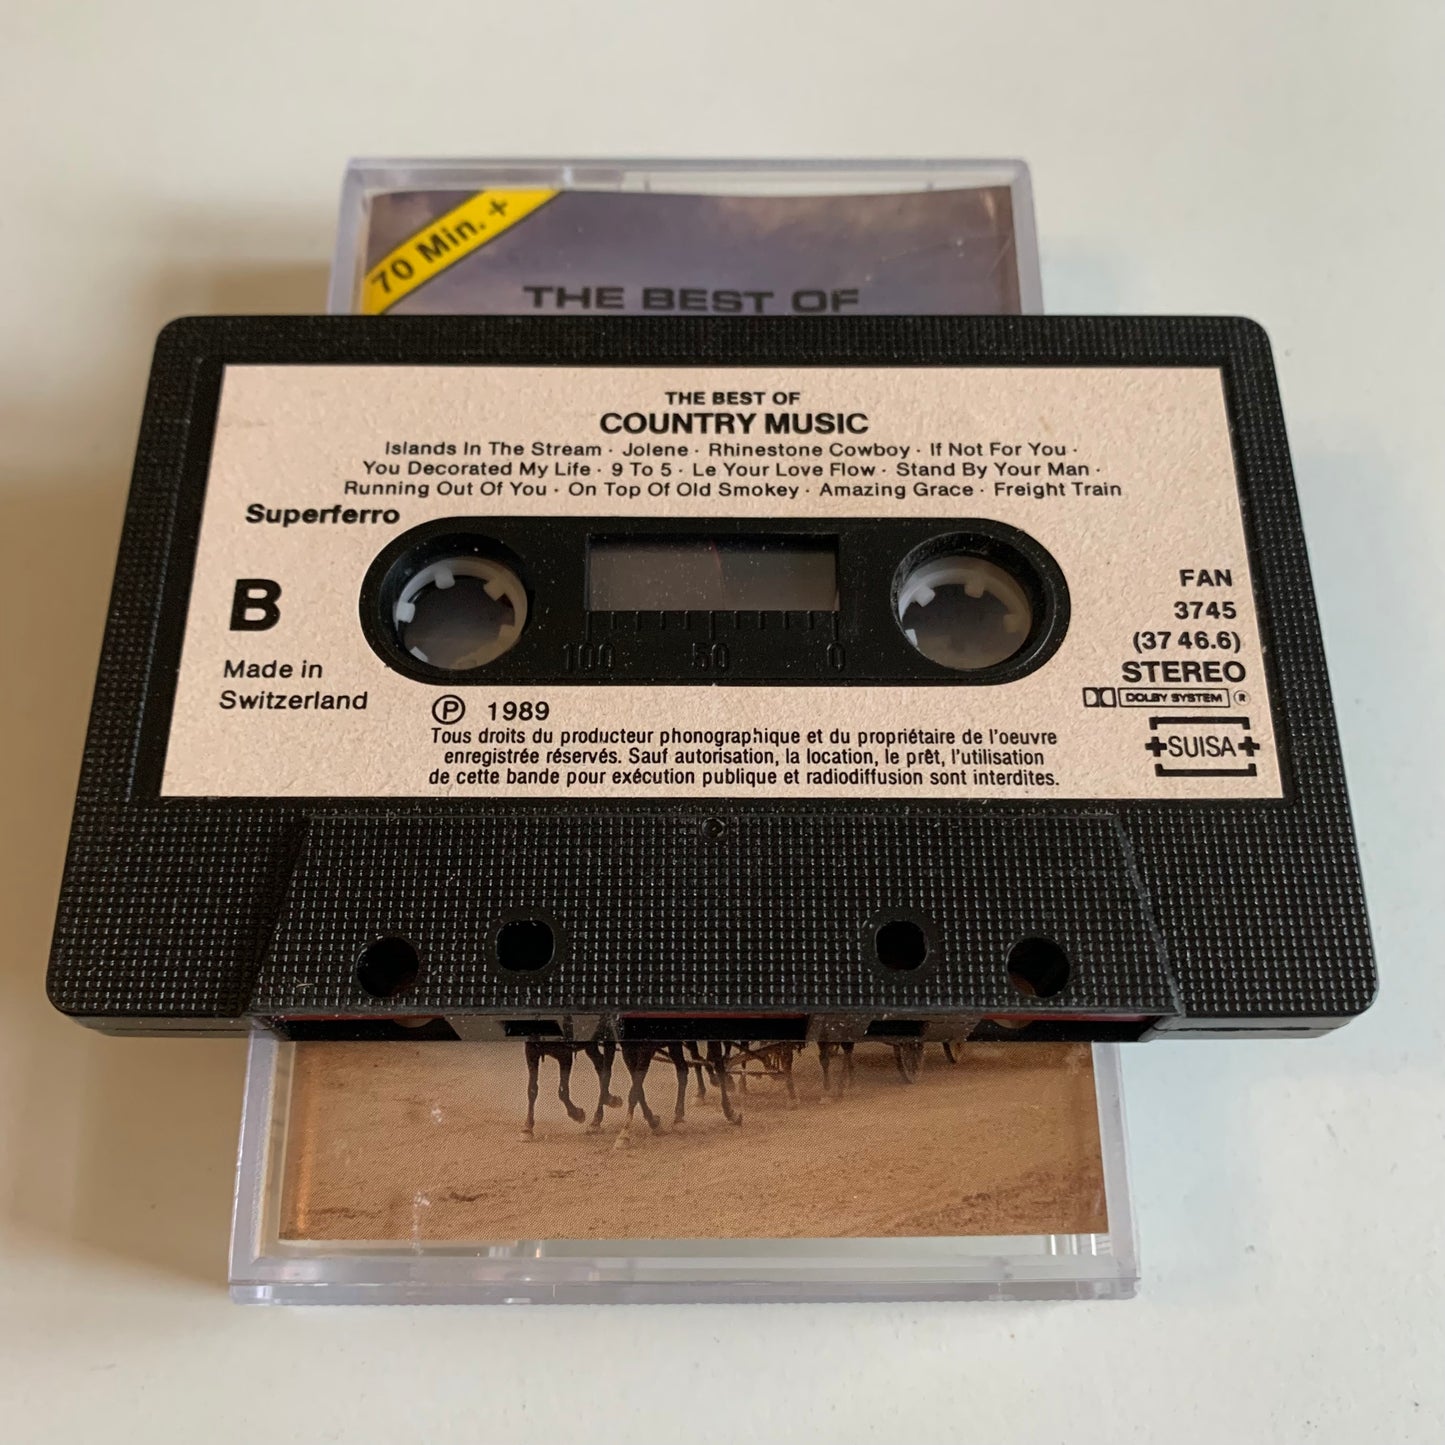 70 Min. +
THE BEST OF
THE BEST OF
COUNTRY MUSIC
Islands In The Stream · Jolene · Rhinestone Cowboy · If Not For You ·
You Decorated My Life · 9 To 5 · Le Your Love Flow · Stand By Your Man ·
Running Out Of You · On Top Of Old Smokey · Amazing Grace · Freight Train
Superferro
B
Made in
Switzerland
100 50 0
FAN
3745
(37 46.6)
STEREO
DOLBY SYSTEM ®
SUISA
℗ 1989
Tous droits du producteur phonographique et du propriétaire de l'oeuvre
enregistrée réservés. Sauf autorisation, la location, le prêt, l'utilisation
de cette bande pour exécution publique et radiodiffusion sont interdites.